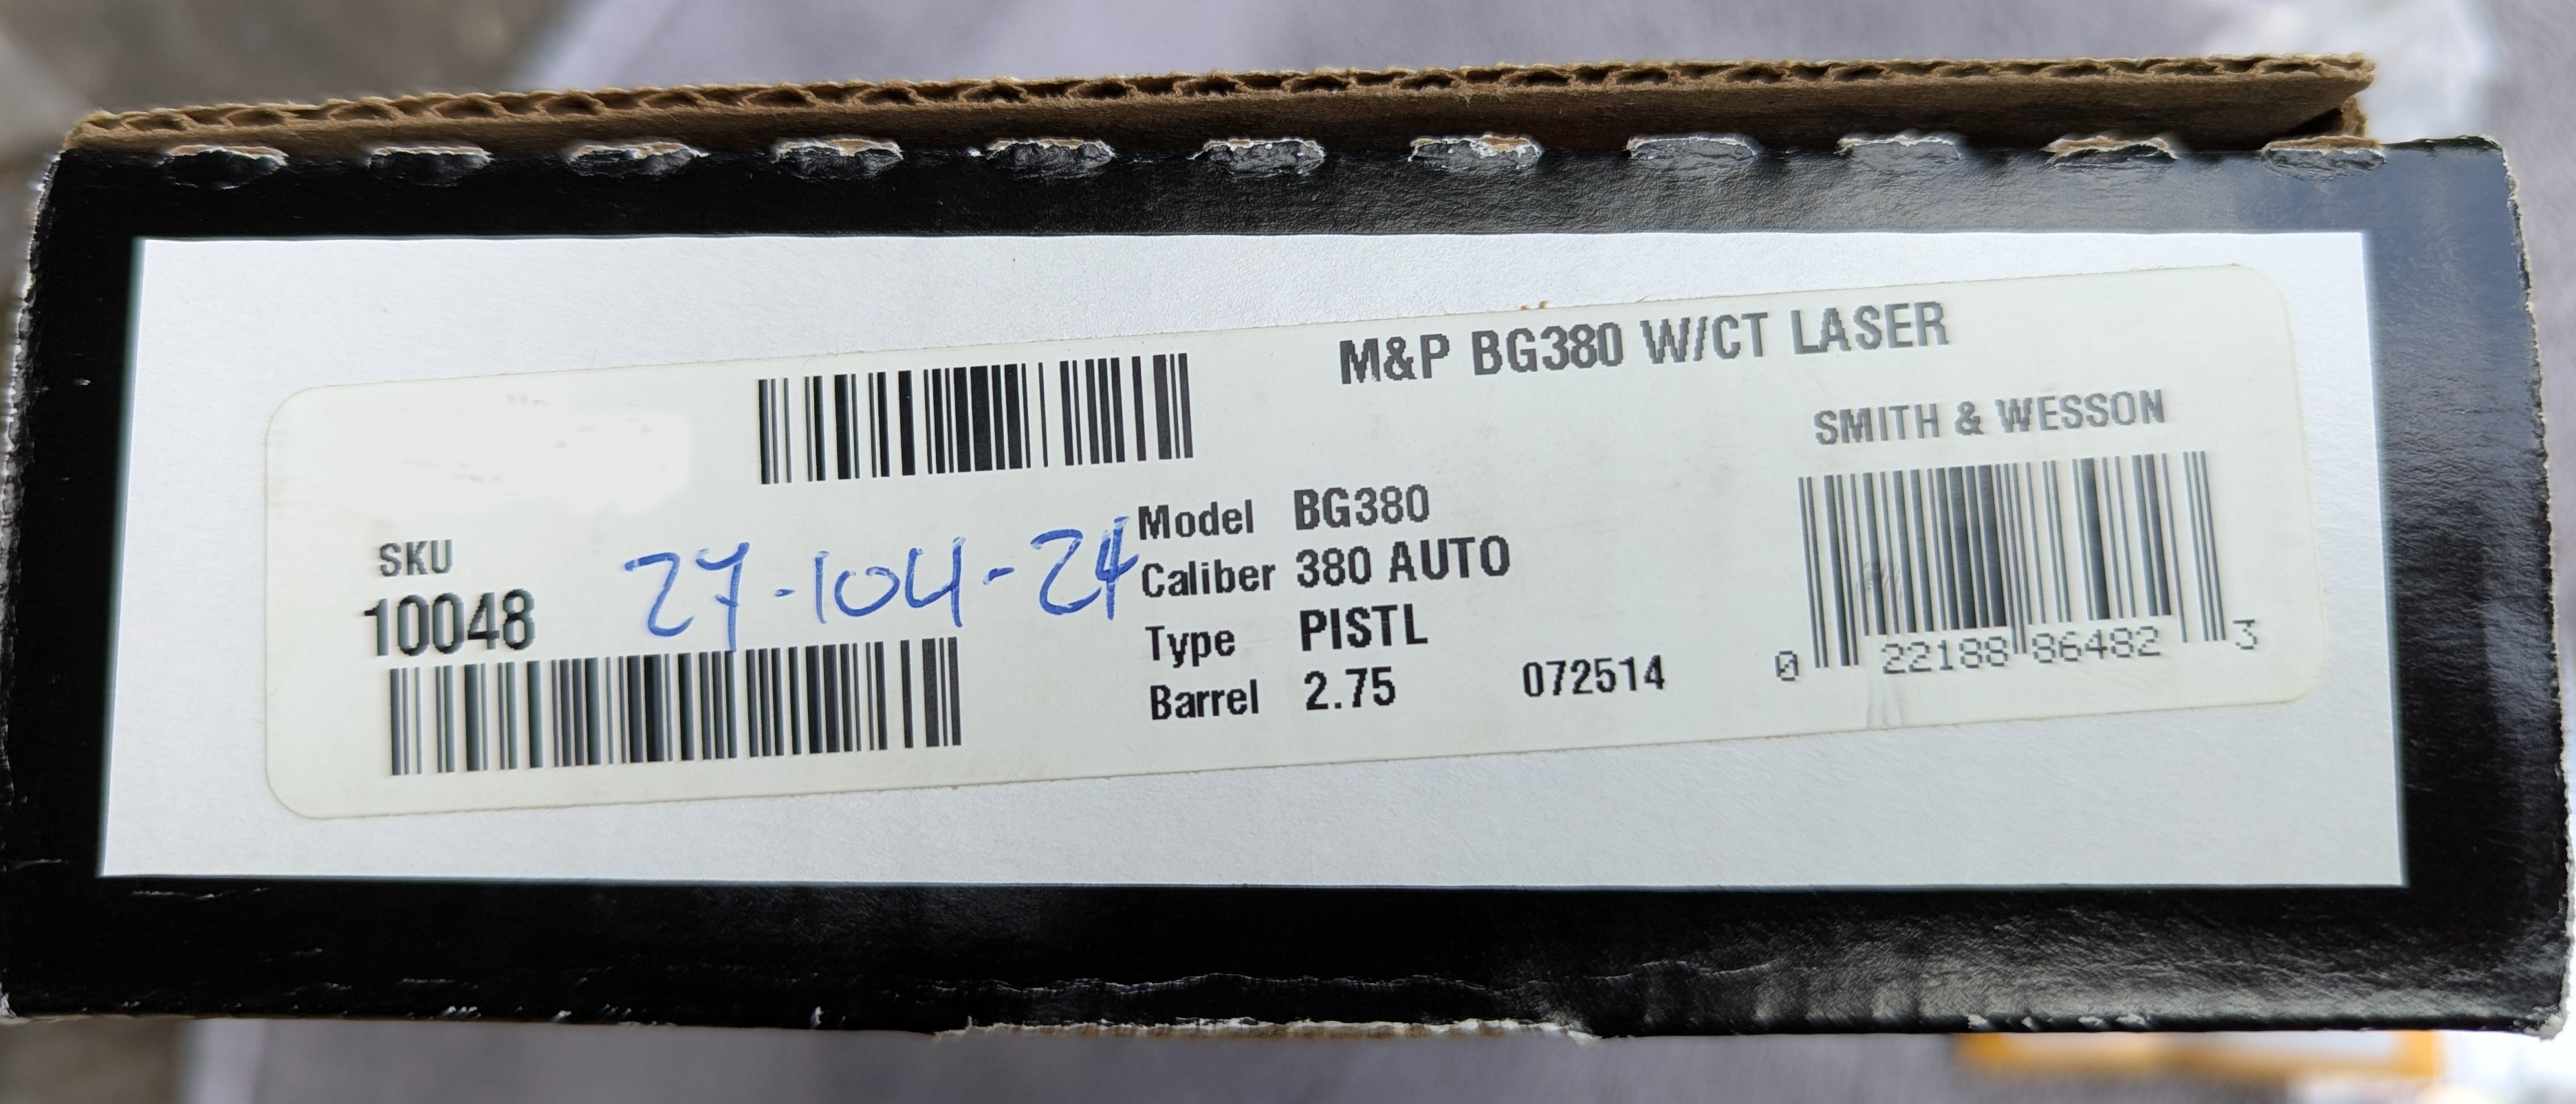 M&P BG380 W/CT LASER
SMITH & WESSON
SKU
10048
27-104-24
Model BG380
Caliber 380 AUTO
Type PISTL
Barrel 2.75
072514
0 22188 86482 3